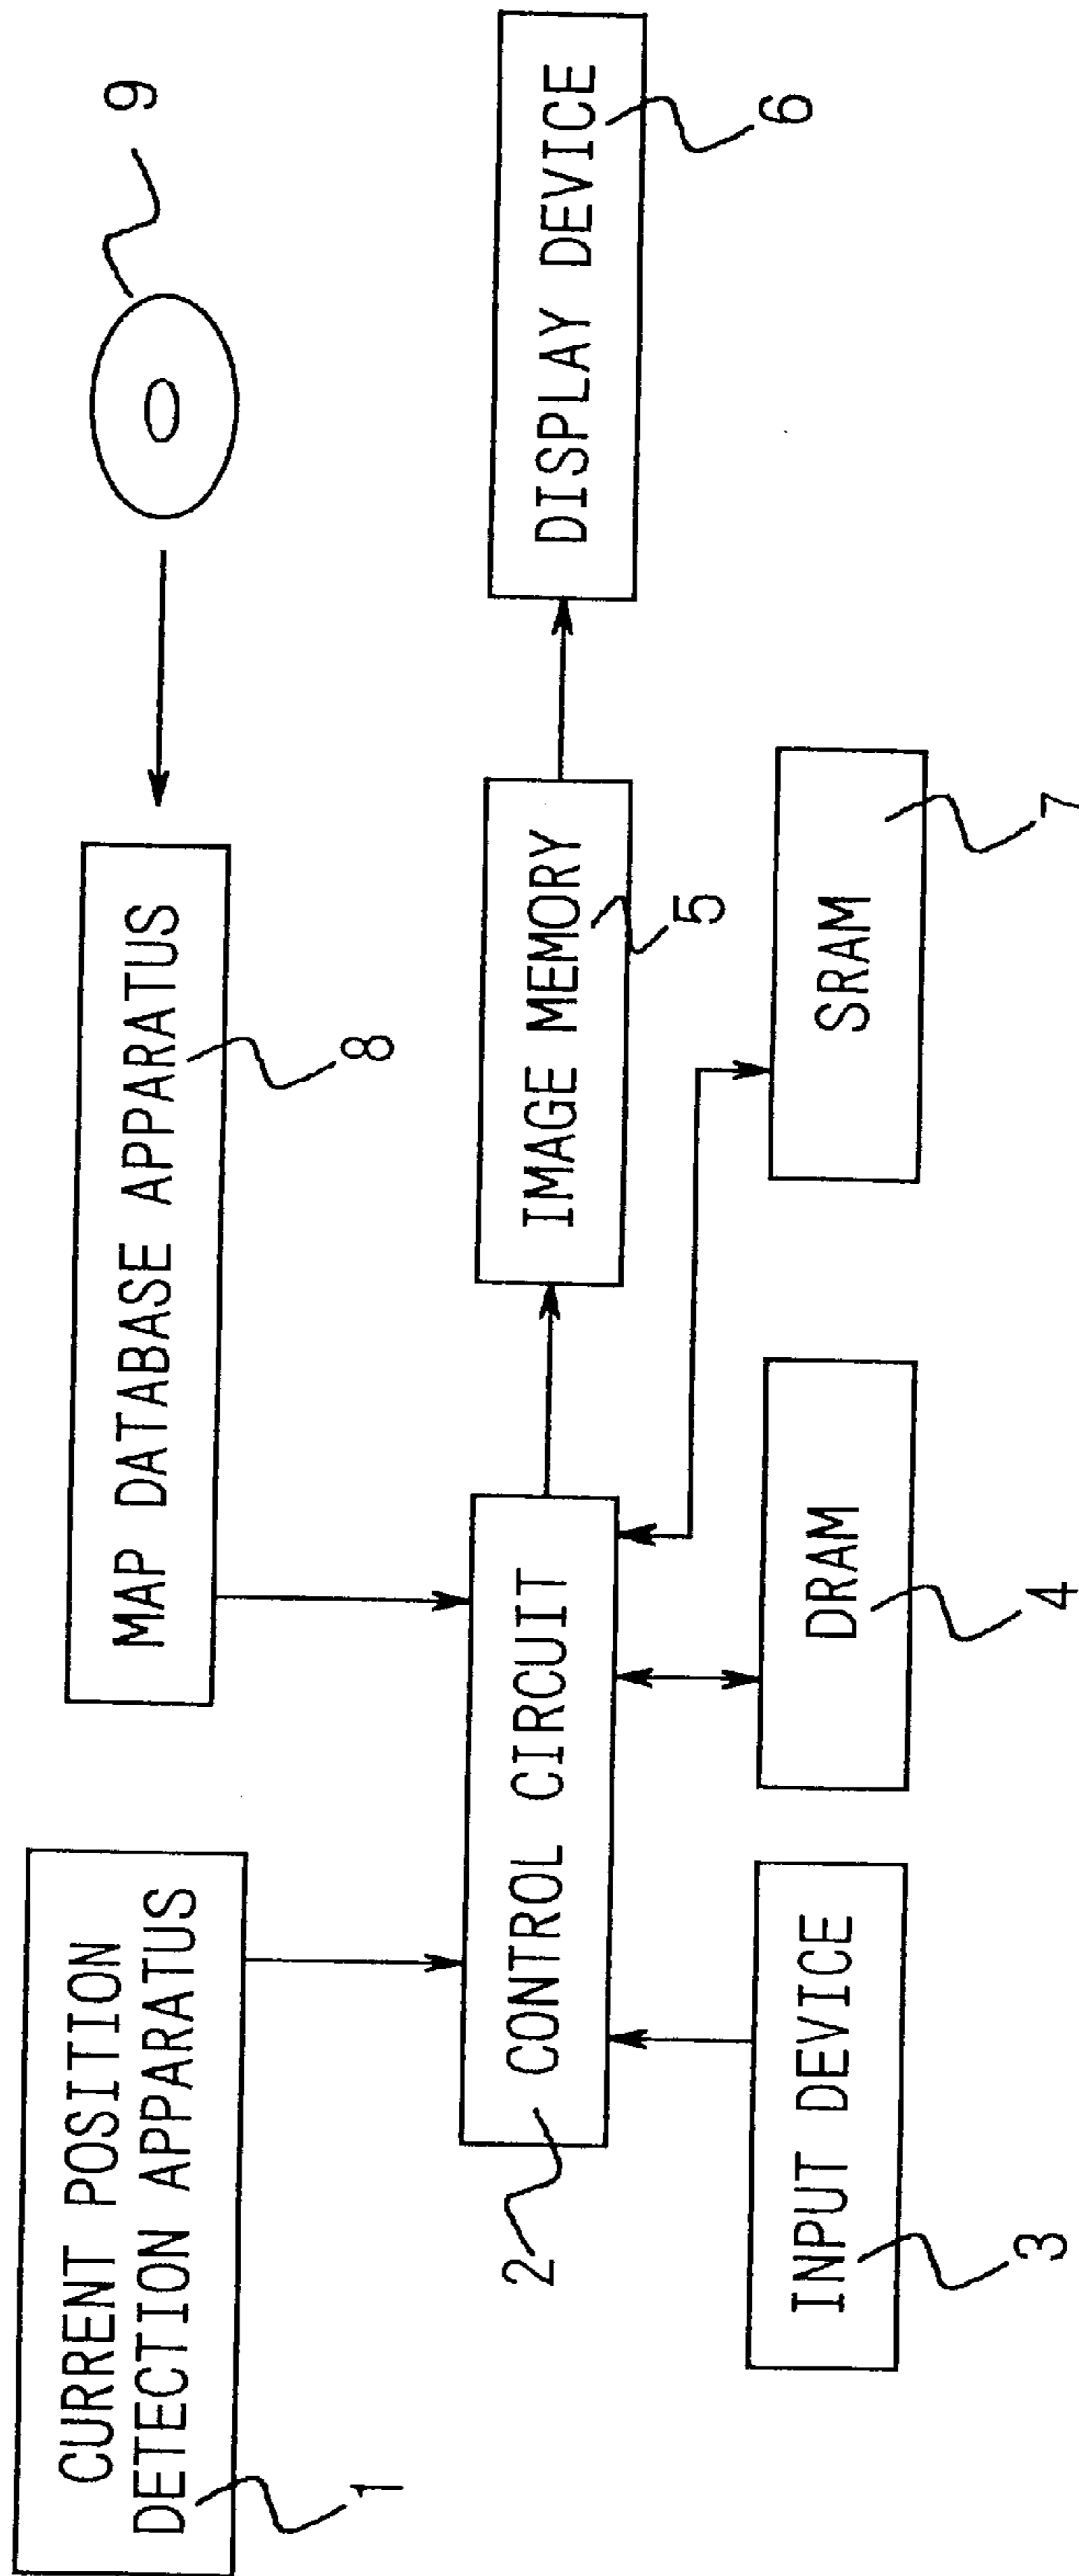 CURRENT POSITION
DETECTION APPARATUS
1
MAP DATABASE APPARATUS
8
9
2
CONTROL CIRCUIT
IMAGE MEMORY
5
DISPLAY DEVICE
6
INPUT DEVICE
3
DRAM
4
SRAM
7